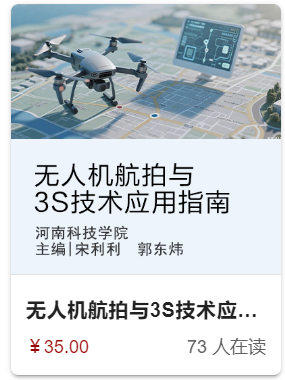 无人机航拍与
3S技术应用指南
河南科技学院
主编|宋利利 郭东炜
无人机航拍与3S技术应...
¥35.00
73 人在读